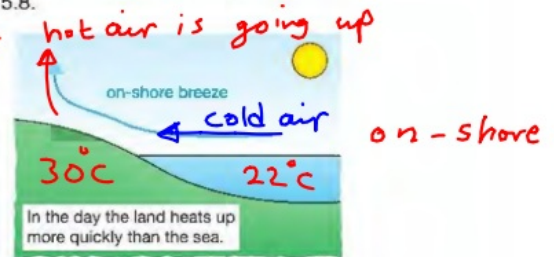 5.8.
hot air is going up
on-shore breeze
cold air
on-shore
30°C
22°C
In the day the land heats up
more quickly than the sea.